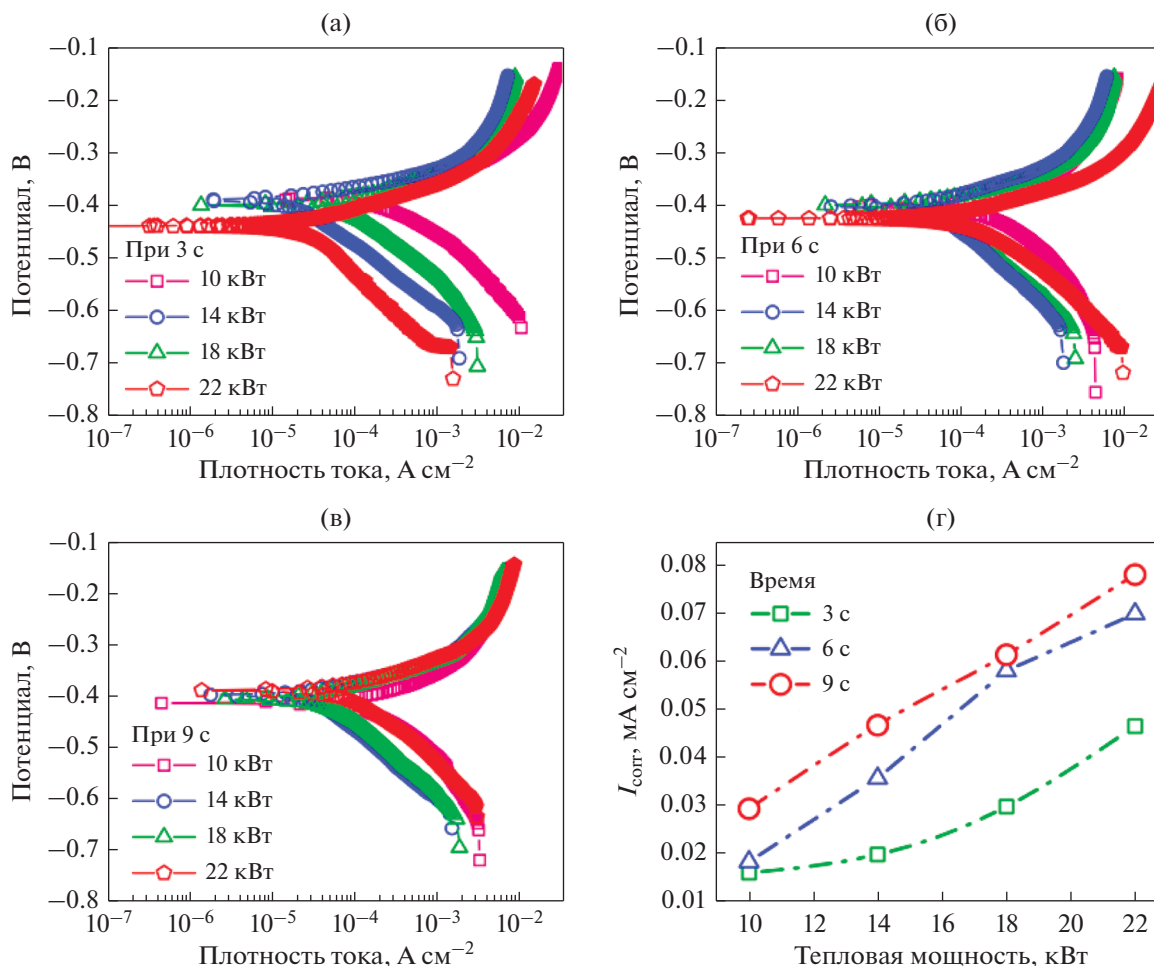 (а)
−0.1
−0.2
−0.3
−0.4
−0.5
−0.6
−0.7
−0.8
Потенциал, В
При 3 с
10 кВт
14 кВт
18 кВт
22 кВт
10−7 10−6 10−5 10−4 10−3 10−2
Плотность тока, А см−2
(б)
−0.1
−0.2
−0.3
−0.4
−0.5
−0.6
−0.7
−0.8
Потенциал, В
При 6 с
10 кВт
14 кВт
18 кВт
22 кВт
10−7 10−6 10−5 10−4 10−3 10−2
Плотность тока, А см−2
(в)
−0.1
−0.2
−0.3
−0.4
−0.5
−0.6
−0.7
−0.8
Потенциал, В
При 9 с
10 кВт
14 кВт
18 кВт
22 кВт
10−7 10−6 10−5 10−4 10−3 10−2
Плотность тока, А см−2
(г)
0.08
0.07
0.06
0.05
0.04
0.03
0.02
0.01
Icorr, мА см−2
Время
3 с
6 с
9 с
10 12 14 16 18 20 22
Тепловая мощность, кВт